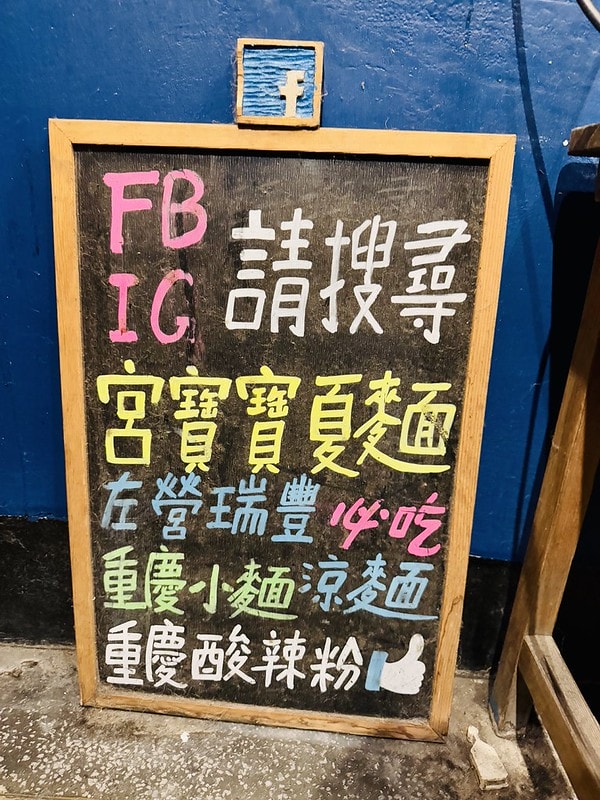 f
FB
IG
請搜尋
宮寶寶夏麵
左營瑞豐必吃
重慶小麵涼麵
重慶酸辣粉